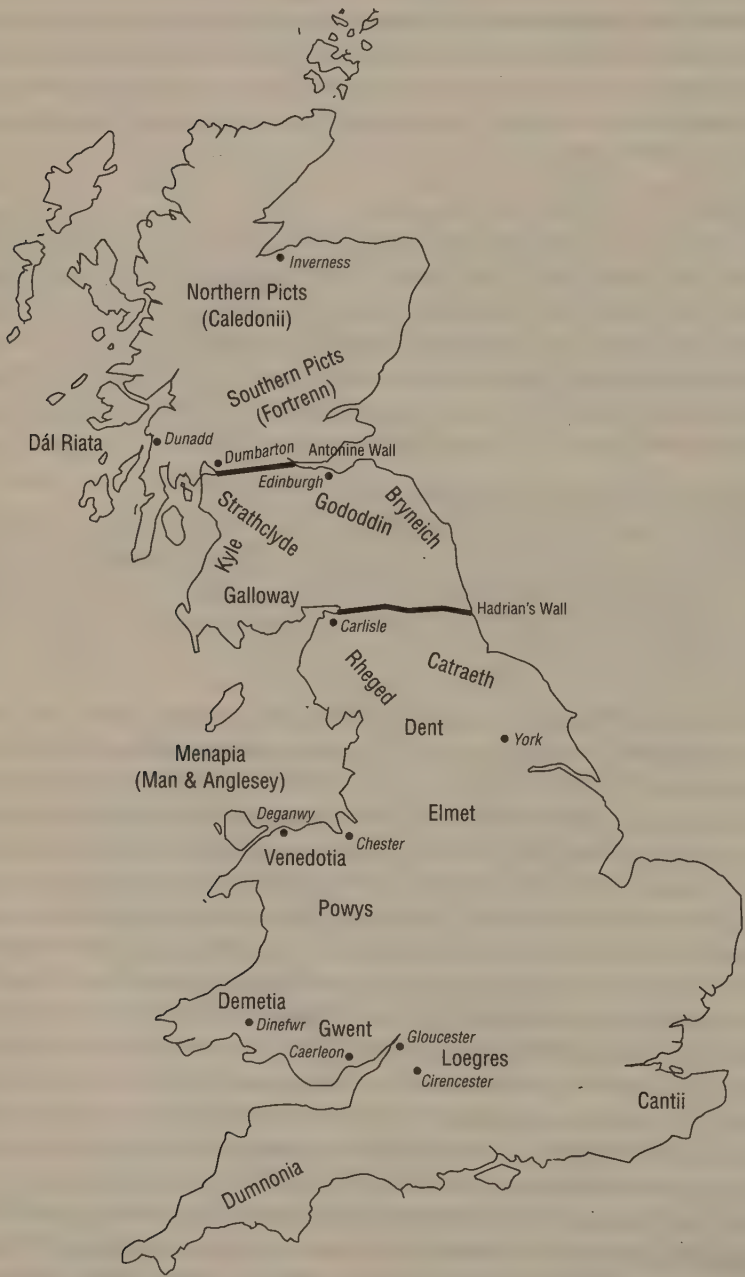 Inverness
Northern Picts
(Caledonii)
Southern Picts
(Fortrenn)
Dál Riata
Dunadd
Dumbarton
Antonine Wall
Edinburgh
Strathclyde
Gododdin
Bryneich
Kyle
Galloway
Hadrian's Wall
Carlisle
Rheged
Catraeth
Dent
York
Menapia
(Man & Anglesey)
Elmet
Deganwy
Chester
Venedotia
Powys
Demetia
Dinefwr
Gwent
Gloucester
Caerleon
Loegres
Cirencester
Cantii
Dumnonia